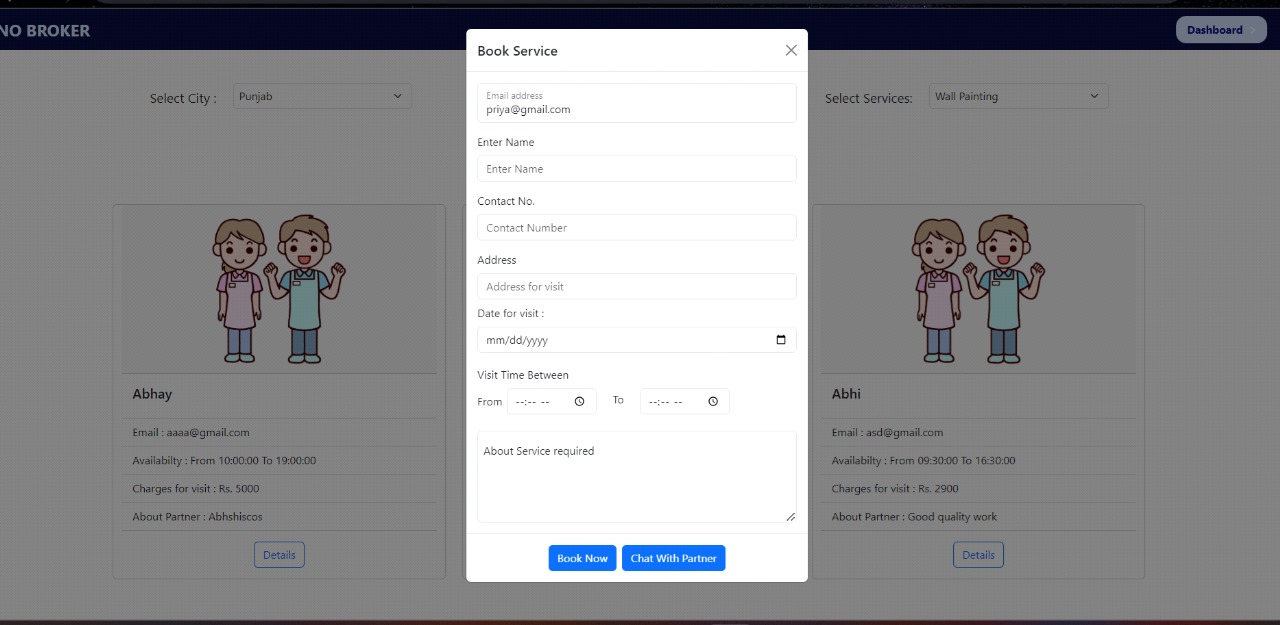 NO BROKER
Dashboard
Select City :
Punjab
Select Services:
Wall Painting
Book Service
Email address
priya@gmail.com
Enter Name
Enter Name
Contact No.
Contact Number
Address
Address for visit
Date for visit :
mm/dd/yyyy
Visit Time Between
From --:-- -- To --:-- --
About Service required
Book Now Chat With Partner
Abhay
Email : aaaa@gmail.com
Availabilty : From 10:00:00 To 19:00:00
Charges for visit : Rs. 5000
About Partner : Abhshiscos
Details
Abhi
Email : asd@gmail.com
Availabilty : From 09:30:00 To 16:30:00
Charges for visit : Rs. 2900
About Partner : Good quality work
Details